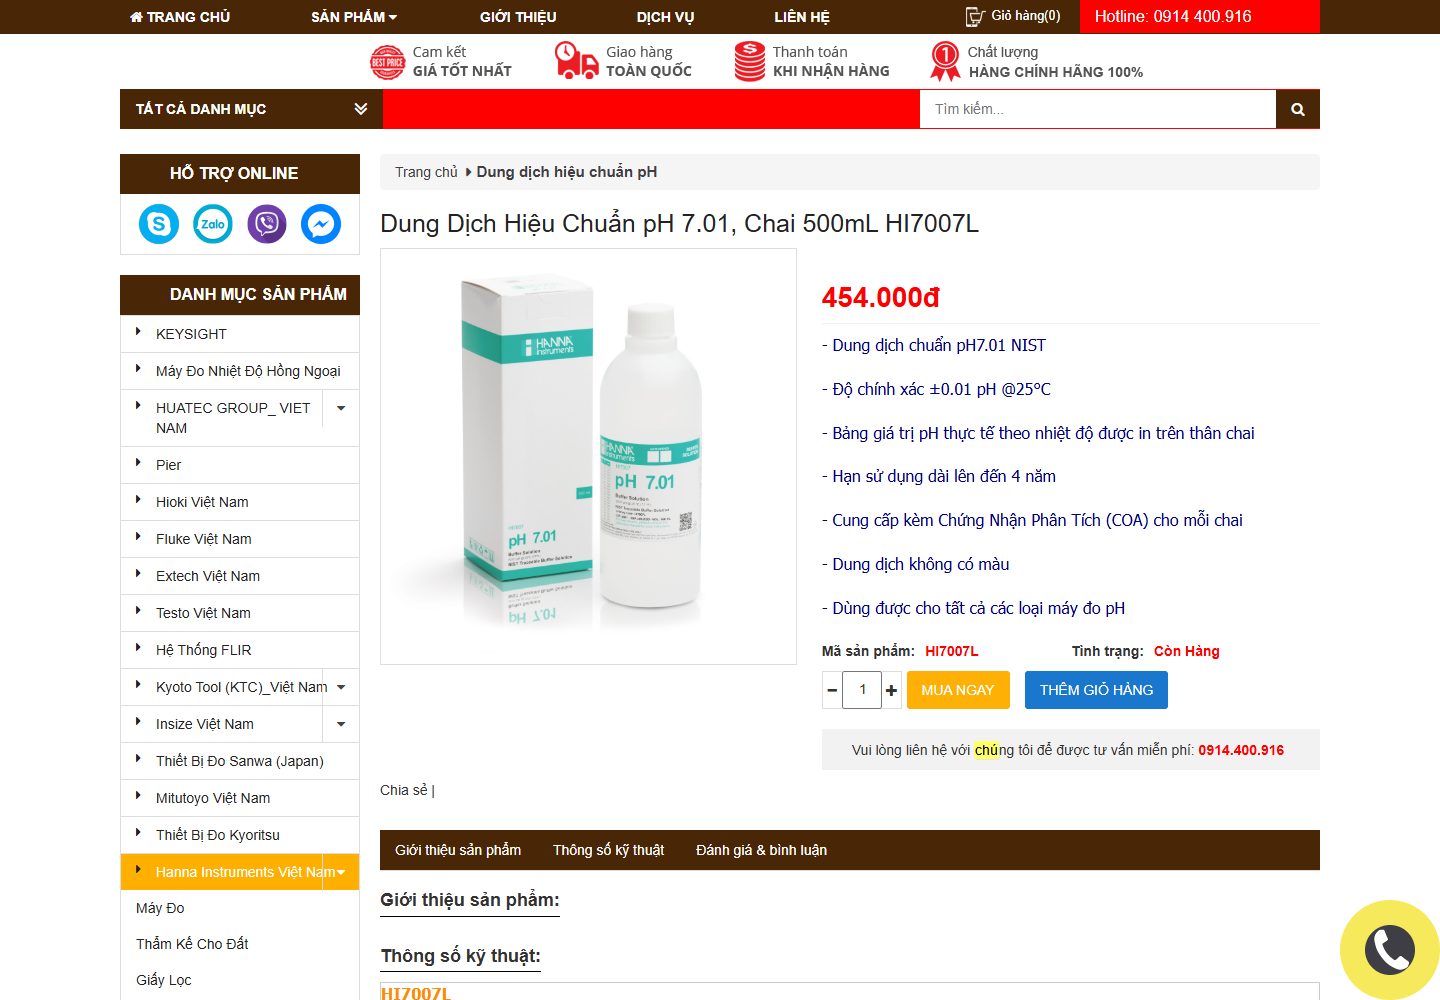 TRANG CHỦ
SẢN PHẨM
GIỚI THIỆU
DỊCH VỤ
LIÊN HỆ
Giỏ hàng(0)
Hotline: 0914 400.916
Cam kết
GIÁ TỐT NHẤT
BEST PRICE
Giao hàng
TOÀN QUỐC
Thanh toán
KHI NHẬN HÀNG
Chất lượng
HÀNG CHÍNH HÃNG 100%
TẤT CẢ DANH MỤC
Tìm kiếm...
HỖ TRỢ ONLINE
Zalo
DANH MỤC SẢN PHẨM
KEYSIGHT
Máy Đo Nhiệt Độ Hồng Ngoại
HUATEC GROUP_ VIET
NAM
Pier
Hioki Việt Nam
Fluke Việt Nam
Extech Việt Nam
Testo Việt Nam
Hệ Thống FLIR
Kyoto Tool (KTC)_Việt Nam
Insize Việt Nam
Thiết Bị Đo Sanwa (Japan)
Mitutoyo Việt Nam
Thiết Bị Đo Kyoritsu
Hanna Instruments Việt Nam
Máy Đo
Thẩm Kế Cho Đất
Giấy Lọc
Trang chủ
Dung dịch hiệu chuẩn pH
Dung Dịch Hiệu Chuẩn pH 7.01, Chai 500mL HI7007L
HANNA
instruments
pH 7.01
Buffer Solution
HANNA
instruments
pH 7.01
Buffer Solution
454.000đ
- Dung dịch chuẩn pH7.01 NIST
- Độ chính xác ±0.01 pH @25°C
- Bảng giá trị pH thực tế theo nhiệt độ được in trên thân chai
- Hạn sử dụng dài lên đến 4 năm
- Cung cấp kèm Chứng Nhận Phân Tích (COA) cho mỗi chai
- Dung dịch không có màu
- Dùng được cho tất cả các loại máy đo pH
Mã sản phẩm: HI7007L
Tình trạng: Còn Hàng
1
MUA NGAY
THÊM GIỎ HÀNG
Vui lòng liên hệ với chúng tôi để được tư vấn miễn phí: 0914.400.916
Chia sẻ |
Giới thiệu sản phẩm
Thông số kỹ thuật
Đánh giá & bình luận
Giới thiệu sản phẩm:
Thông số kỹ thuật:
HI7007L